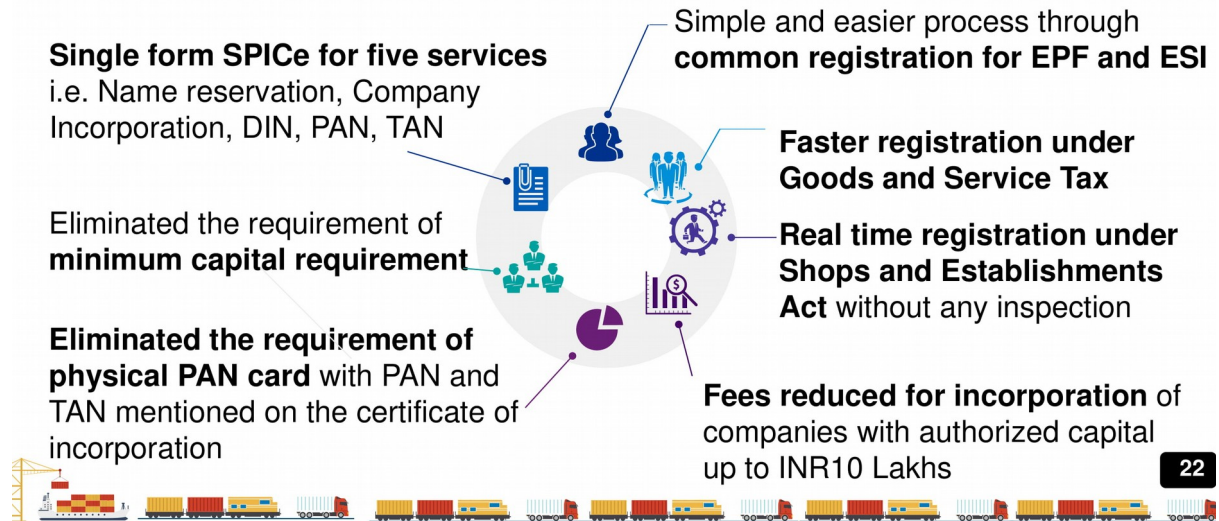 Single form SPICe for five services
i.e. Name reservation, Company
Incorporation, DIN, PAN, TAN
Eliminated the requirement of
minimum capital requirement
Eliminated the requirement of
physical PAN card with PAN and
TAN mentioned on the certificate of
incorporation
Simple and easier process through
common registration for EPF and ESI
Faster registration under
Goods and Service Tax
Real time registration under
Shops and Establishments
Act without any inspection
Fees reduced for incorporation of
companies with authorized capital
up to INR10 Lakhs
22